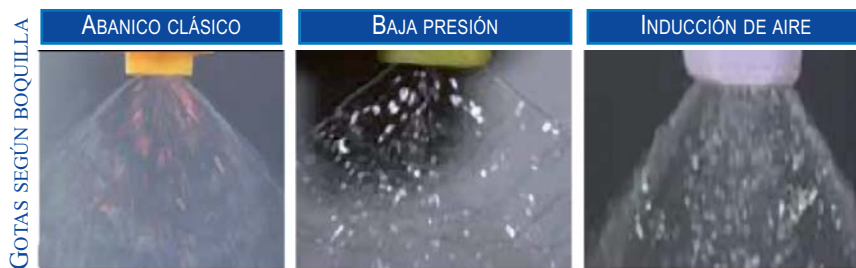 GOTAS SEGÚN BOQUILLA
ABANICO CLÁSICO
BAJA PRESIÓN
INDUCCIÓN DE AIRE